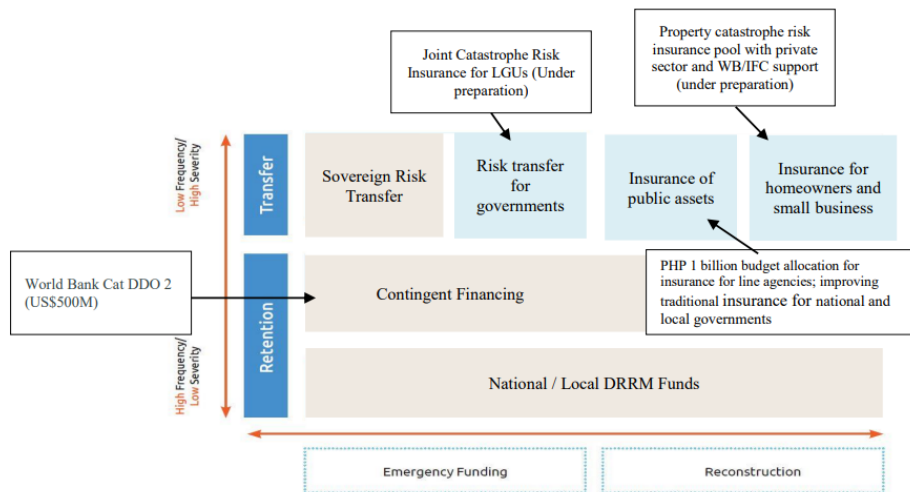 Joint Catastrophe Risk
Insurance for LGUs (Under
preparation)
Property catastrophe risk
insurance pool with private
sector and WB/IFC support
(under preparation)
Low Frequency/
High Severity
Transfer
Sovereign Risk
Transfer
Risk transfer
for
governments
Insurance of
public assets
Insurance for
homeowners and
small business
World Bank Cat DDO 2
(US$500M)
Retention
Contingent Financing
PHP 1 billion budget allocation for
insurance for line agencies; improving
traditional insurance for national and
local governments
High Frequency/
Low Severity
National / Local DRRM Funds
Emergency Funding
Reconstruction